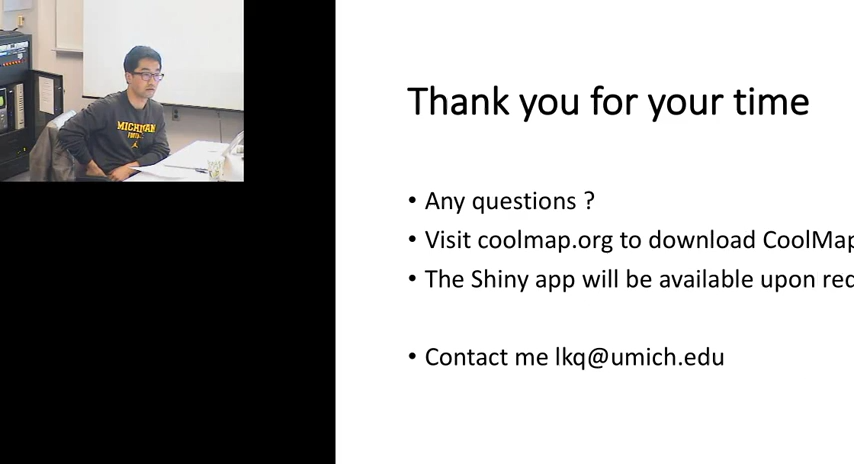 MICHIGAN
Thank you for your time
• Any questions ?
• Visit coolmap.org to download CoolMap
• The Shiny app will be available upon req
• Contact me lkq@umich.edu